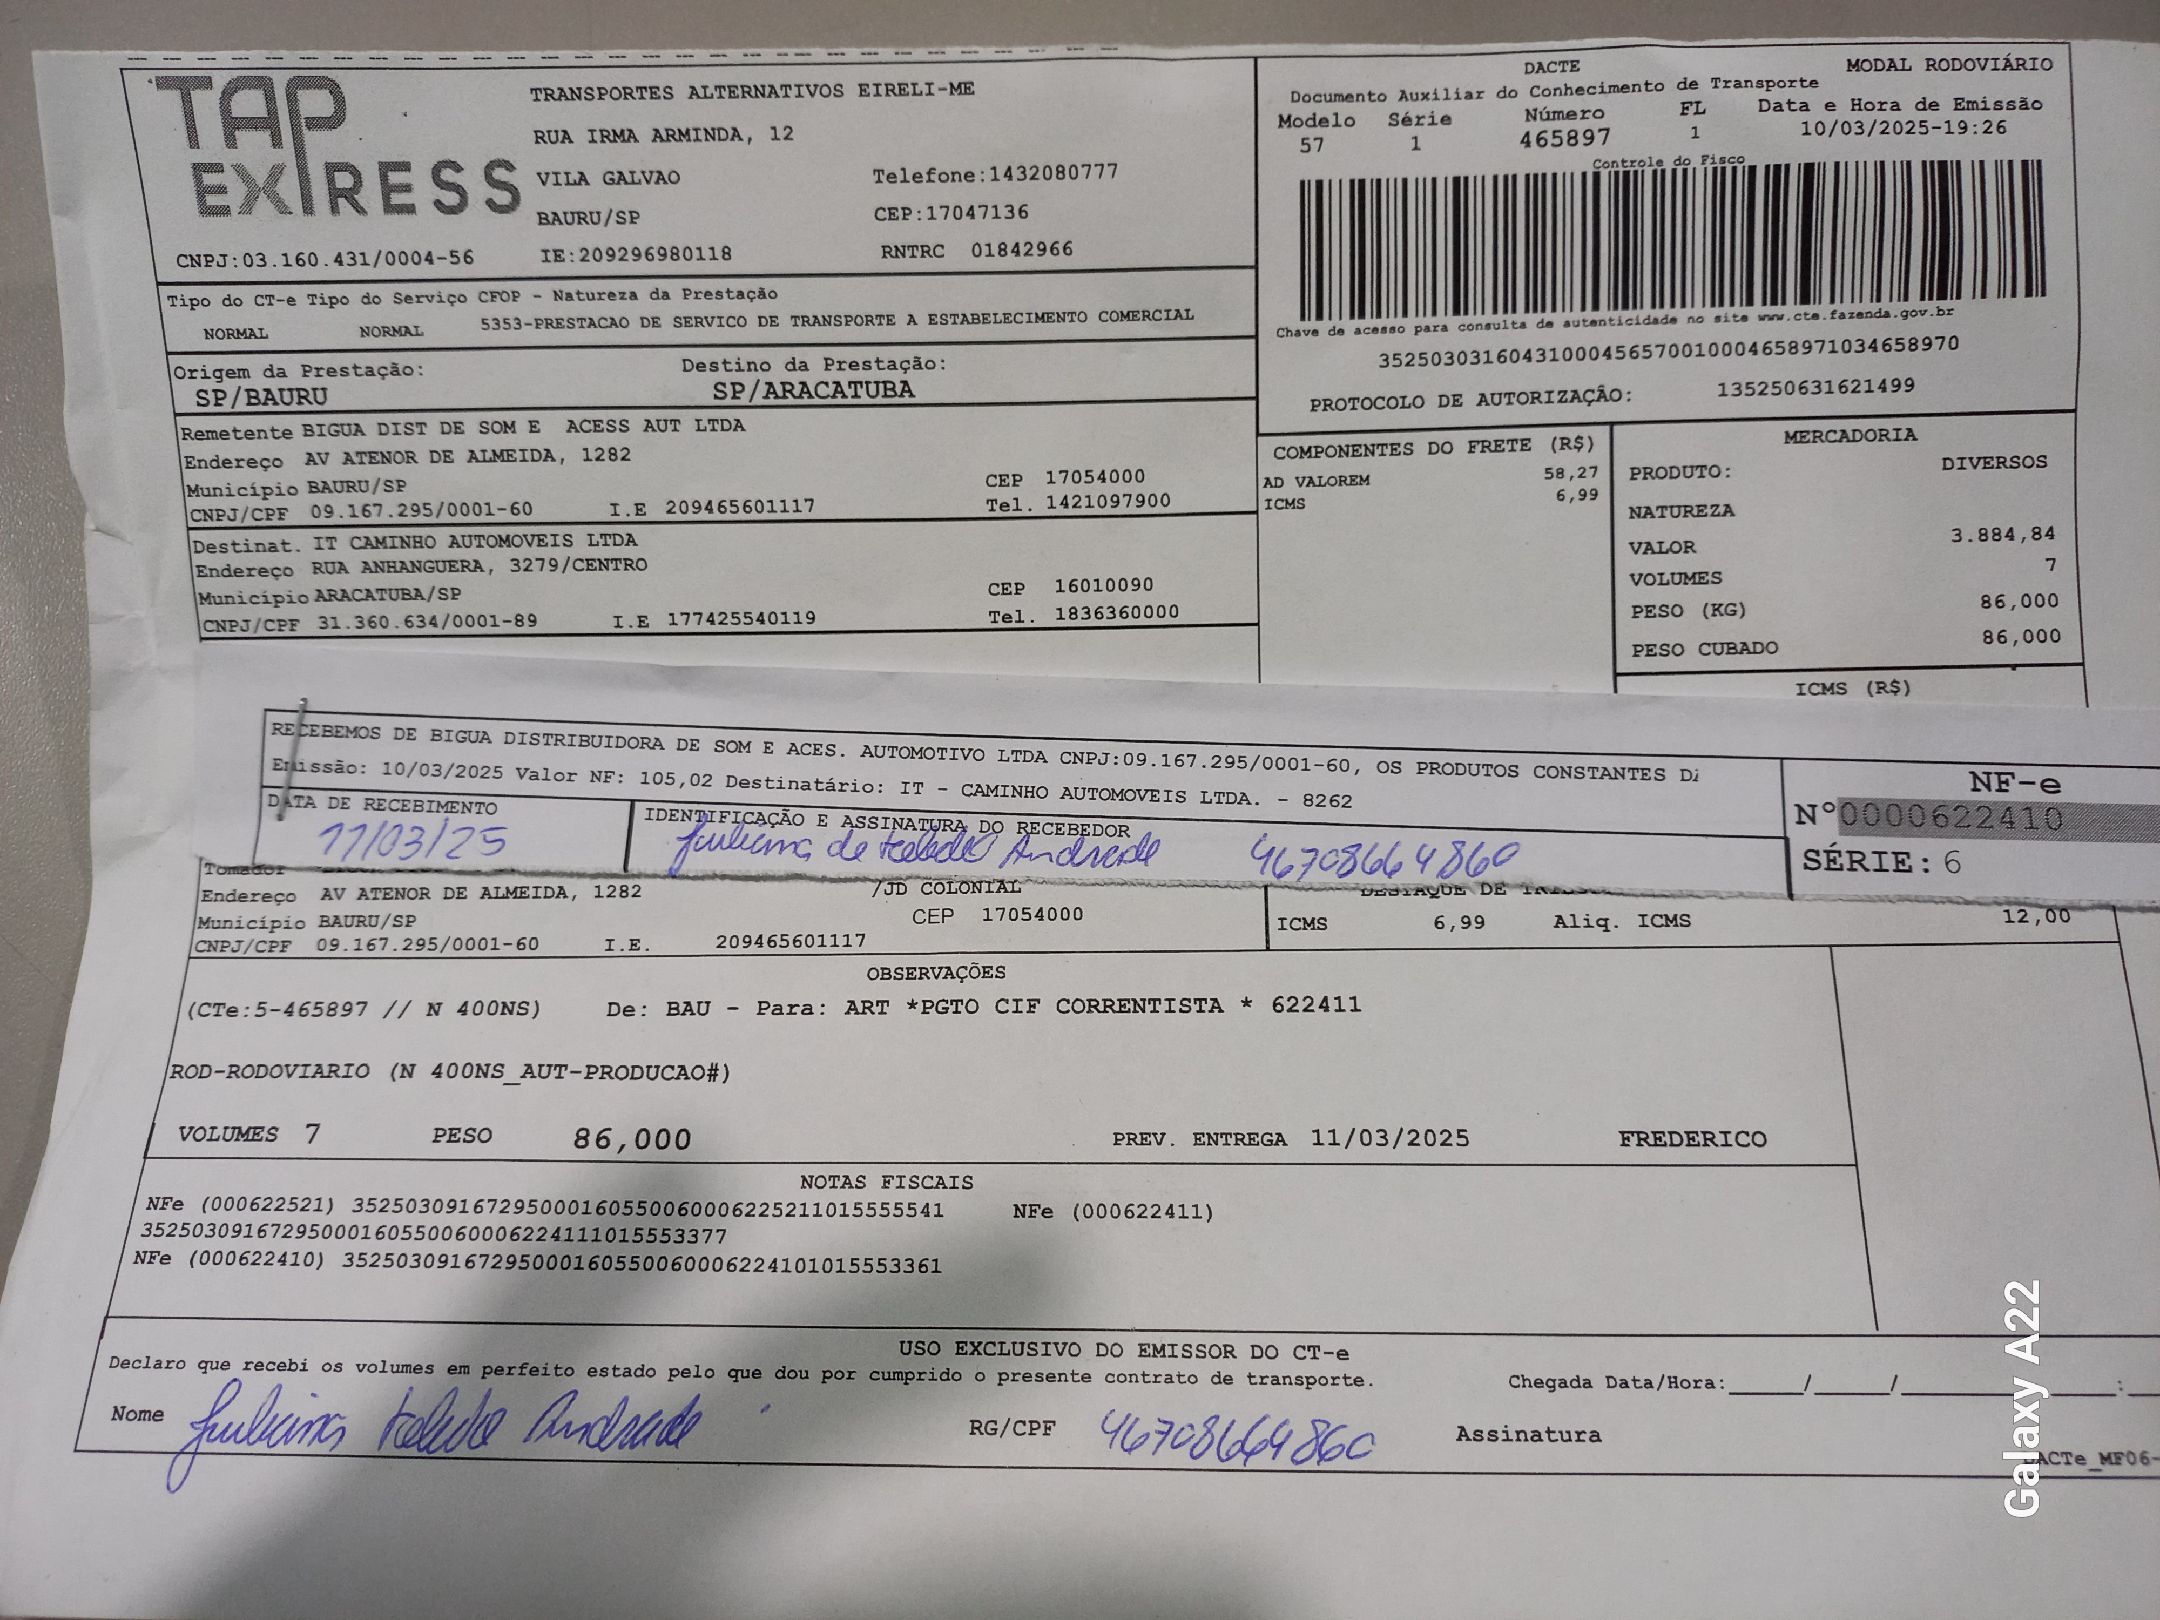 TAP EXPRESS
TRANSPORTES ALTERNATIVOS EIRELI-ME
RUA IRMA ARMINDA, 12
VILA GALVAO Telefone:1432080777
BAURU/SP CEP:17047136
CNPJ:03.160.431/0004-56 IE:209296980118 RNTRC 01842966
DACTE MODAL RODOVIÁRIO
Documento Auxiliar do Conhecimento de Transporte
Modelo Série Número FL Data e Hora de Emissão
57 1 465897 1 10/03/2025-19:26
Controle do Fisco
Chave de acesso para consulta de autenticidade no site www.cte.fazenda.gov.br
35250303160431000456570010004658971034658970
PROTOCOLO DE AUTORIZAÇÂO: 135250631621499
Tipo do CT-e Tipo do Serviço CFOP - Natureza da Prestação
NORMAL NORMAL 5353-PRESTACAO DE SERVICO DE TRANSPORTE A ESTABELECIMENTO COMERCIAL
Origem da Prestação: Destino da Prestação:
SP/BAURU SP/ARACATUBA
Remetente BIGUA DIST DE SOM E ACESS AUT LTDA
Endereço AV ATENOR DE ALMEIDA, 1282
Município BAURU/SP CEP 17054000
CNPJ/CPF 09.167.295/0001-60 I.E 209465601117 Tel. 1421097900
Destinat. IT CAMINHO AUTOMOVEIS LTDA
Endereço RUA ANHANGUERA, 3279/CENTRO
Município ARACATUBA/SP CEP 16010090
CNPJ/CPF 31.360.634/0001-89 I.E 177425540119 Tel. 1836360000
COMPONENTES DO FRETE (R$)
AD VALOREM 58,27
ICMS 6,99
MERCADORIA
PRODUTO: DIVERSOS
NATUREZA
VALOR 3.884,84
VOLUMES 7
PESO (KG) 86,000
PESO CUBADO 86,000
ICMS (R$)
RECEBEMOS DE BIGUA DISTRIBUIDORA DE SOM E ACES. AUTOMOTIVO LTDA CNPJ:09.167.295/0001-60, OS PRODUTOS CONSTANTES DA
Emissão: 10/03/2025 Valor NF: 105,02 Destinatário: IT - CAMINHO AUTOMOVEIS LTDA. - 8262
DATA DE RECEBIMENTO IDENTIFICAÇÃO E ASSINATURA DO RECEBEDOR
11/03/25 Juliana de Toledo Andrade 46708664860
NF-e
Nº0000622410
SÉRIE: 6
Tomador
Endereço AV ATENOR DE ALMEIDA, 1282 /JD COLONIAL
Município BAURU/SP CEP 17054000
CNPJ/CPF 09.167.295/0001-60 I.E. 209465601117
DESTAQUE DE
ICMS 6,99 Aliq. ICMS 12,00
OBSERVAÇÕES
(CTe:5-465897 // N 400NS) De: BAU - Para: ART *PGTO CIF CORRENTISTA * 622411
ROD-RODOVIARIO (N 400NS_AUT-PRODUCAO#)
VOLUMES 7 PESO 86,000 PREV. ENTREGA 11/03/2025 FREDERICO
NOTAS FISCAIS
NFe (000622521) 35250309167295000160550060006225211015555541 NFe (000622411)
35250309167295000160550060006224111015553377
NFe (000622410) 35250309167295000160550060006224101015553361
USO EXCLUSIVO DO EMISSOR DO CT-e
Declaro que recebi os volumes em perfeito estado pelo que dou por cumprido o presente contrato de transporte. Chegada Data/Hora:_____/_____/_______:
Nome Juliana Toledo Andrade RG/CPF 46708664860 Assinatura
DACTe_MF06-
Galaxy A22